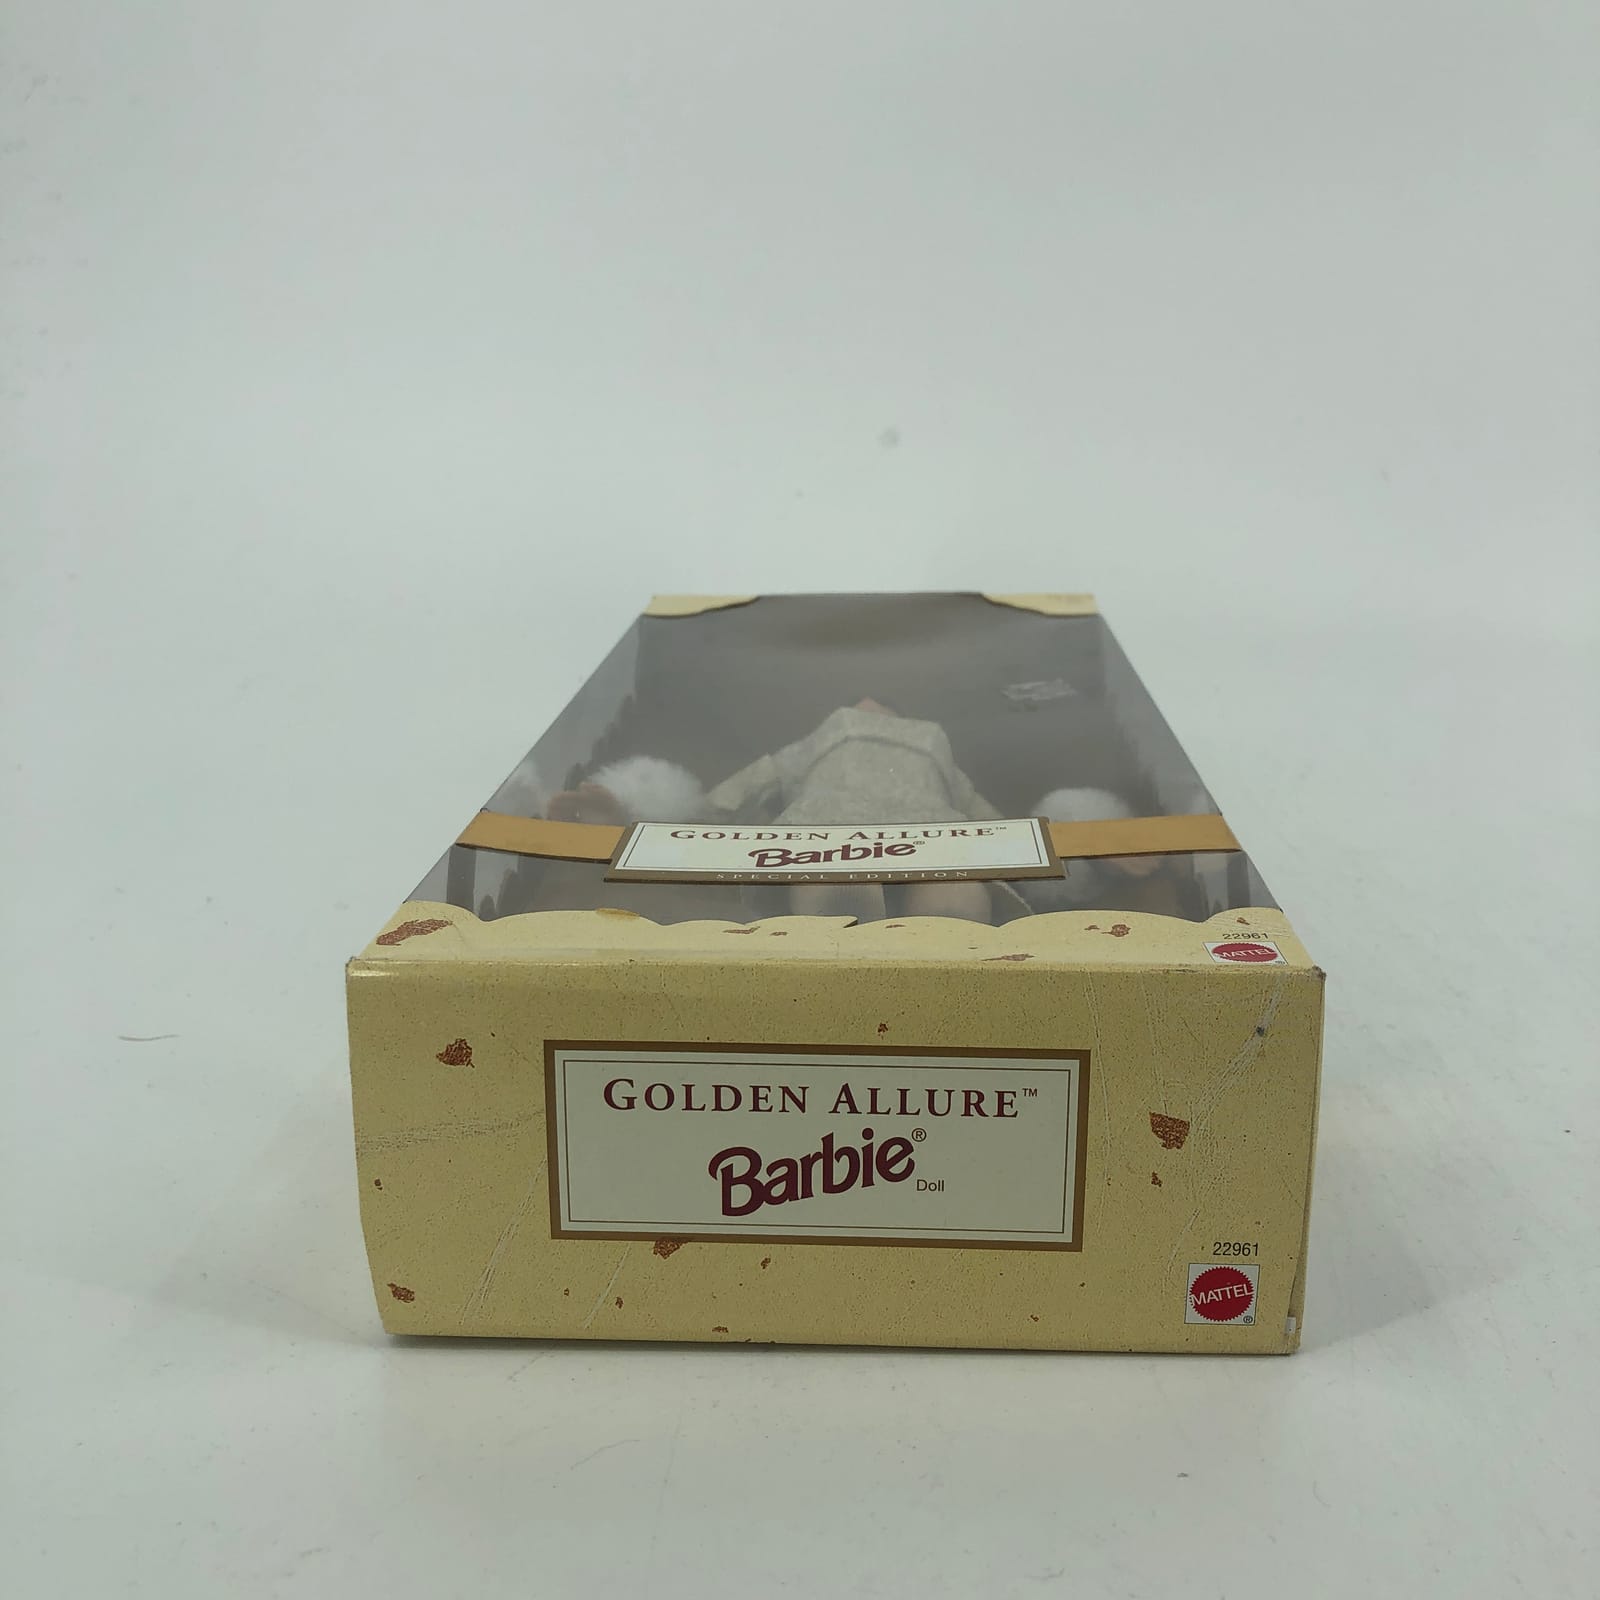 GOLDEN ALLURE™
Barbie®
SPECIAL EDITION
22961
MATTEL
®
GOLDEN ALLURE™
Barbie®
Doll
22961
MATTEL
®